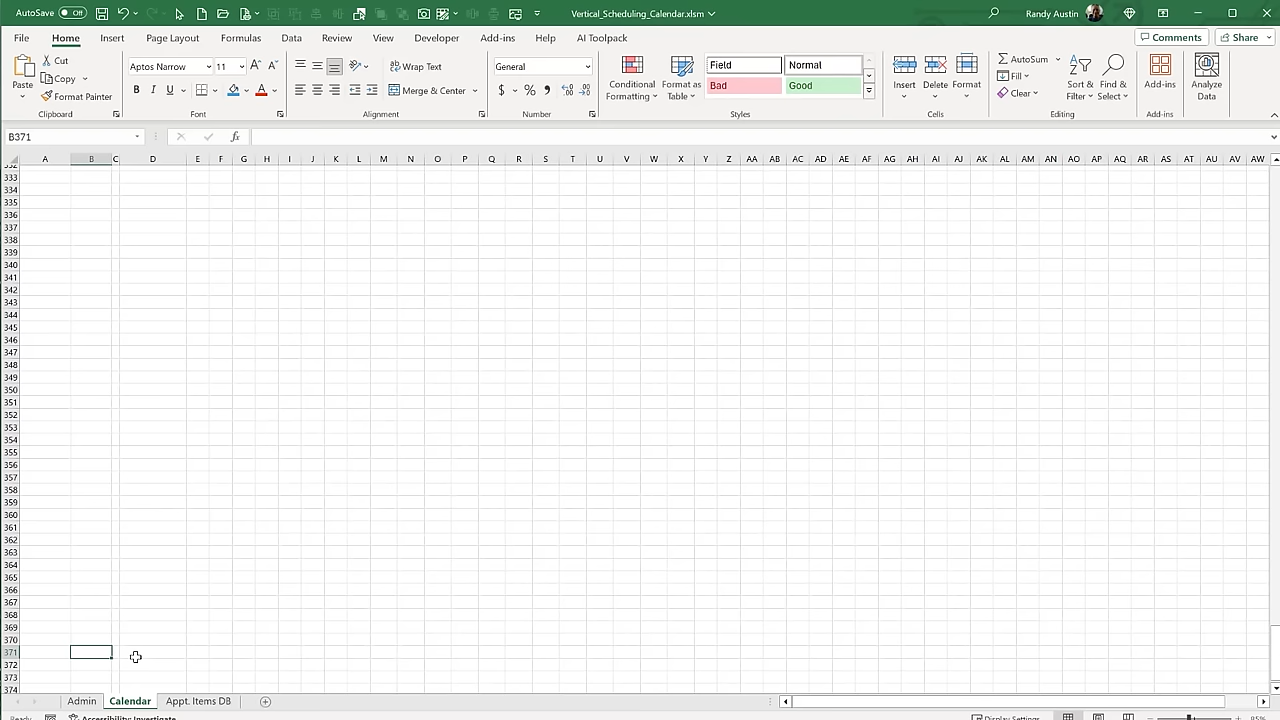 AutoSave Off Vertical_Scheduling_Calendar.xlsm Randy Austin
File Home Insert Page Layout Formulas Data Review View Developer Add-ins Help AI Toolpack Comments Share
Paste Cut Copy Format Painter
Clipboard
Aptos Narrow 11
B I U
Font
Wrap Text
Merge & Center
Alignment
General
$ % ,
Number
Conditional Formatting Format as Table
Field Normal
Bad Good
Styles
Insert Delete Format
Cells
AutoSum
Fill
Clear
Sort & Filter Find & Select
Editing
Add-ins
Add-ins
Analyze Data
B371 fx
A B C D E F G H I J K L M N O P Q R S T U V W X Y Z AA AB AC AD AE AF AG AH AI AJ AK AL AM AN AO AP AQ AR AS AT AU AV AW
333
334
335
336
337
338
339
340
341
342
343
344
345
346
347
348
349
350
351
352
353
354
355
356
357
358
359
360
361
362
363
364
365
366
367
368
369
370
371
372
373
374
Admin Calendar Appt. Items DB
Ready Accessibility: Investigate Display Settings 85%